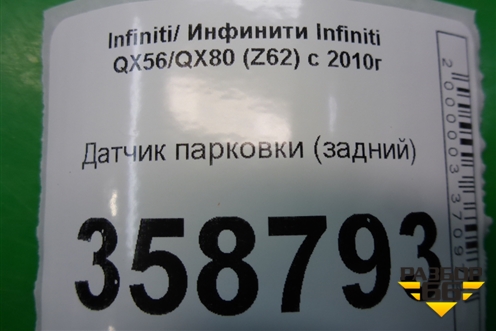 Infiniti/ Инфинити Infiniti
QX56/QX80 (Z62) с 2010г
Датчик парковки (задний)
358793